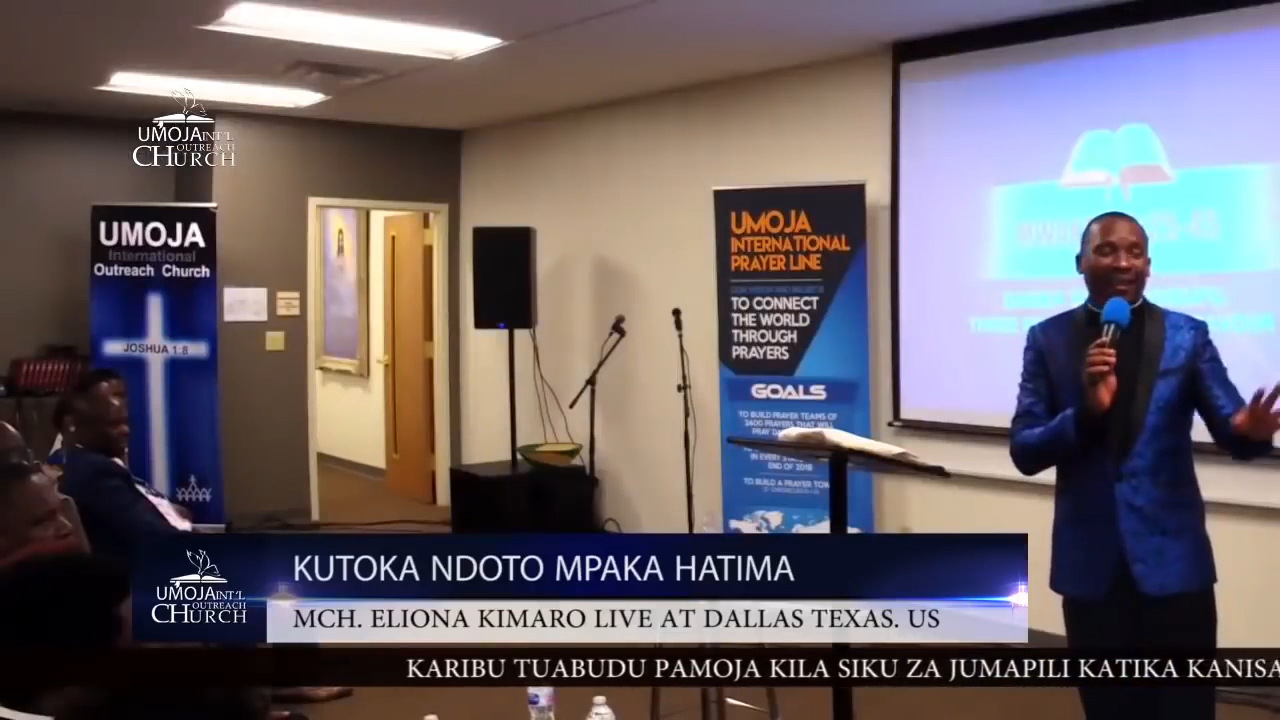 UMOJA INT'L
OUTREACH
CHURCH
UMOJA
International
Outreach Church
JOSHUA 1:8
UMOJA
INTERNATIONAL
PRAYER LINE
TO CONNECT
THE WORLD
THROUGH
PRAYERS
GOALS
TO BUILD PRAYER TEAMS OF
2400 PRAYERS THAT WILL
IN EVERY
END OF 2018
TO BUILD A PRAYER
UMOJA INT'L
OUTREACH
CHURCH
KUTOKA NDOTO MPAKA HATIMA
MCH. ELIONA KIMARO LIVE AT DALLAS TEXAS. US
KARIBU TUABUDU PAMOJA KILA SIKU ZA JUMAPILI KATIKA KANISA